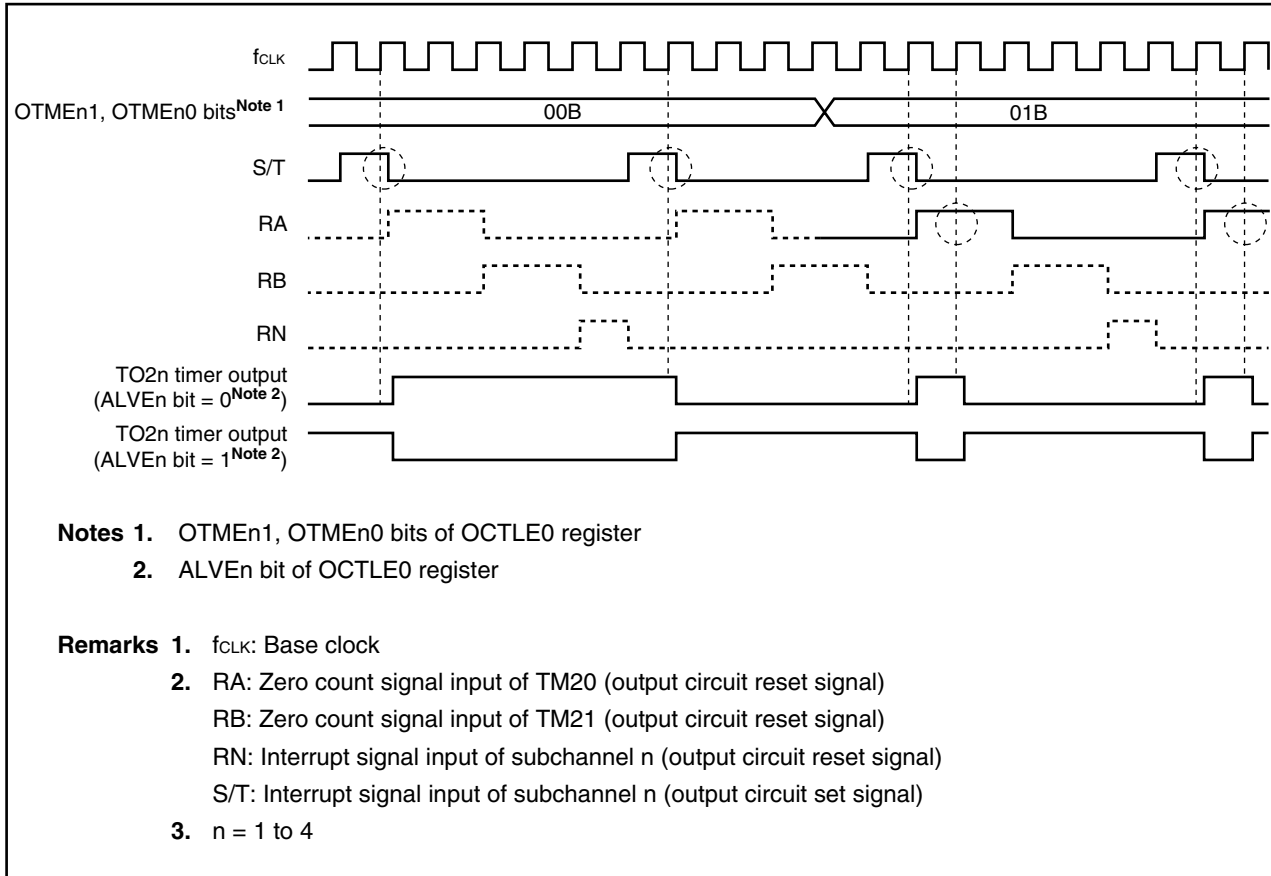 fCLK
OTMEn1, OTMEn0 bitsNote 1
00B
01B
S/T
RA
RB
RN
TO2n timer output
(ALVEn bit = 0Note 2)
TO2n timer output
(ALVEn bit = 1Note 2)
Notes 1. OTMEn1, OTMEn0 bits of OCTLE0 register
2. ALVEn bit of OCTLE0 register
Remarks 1. fCLK: Base clock
2. RA: Zero count signal input of TM20 (output circuit reset signal)
RB: Zero count signal input of TM21 (output circuit reset signal)
RN: Interrupt signal input of subchannel n (output circuit reset signal)
S/T: Interrupt signal input of subchannel n (output circuit set signal)
3. n = 1 to 4